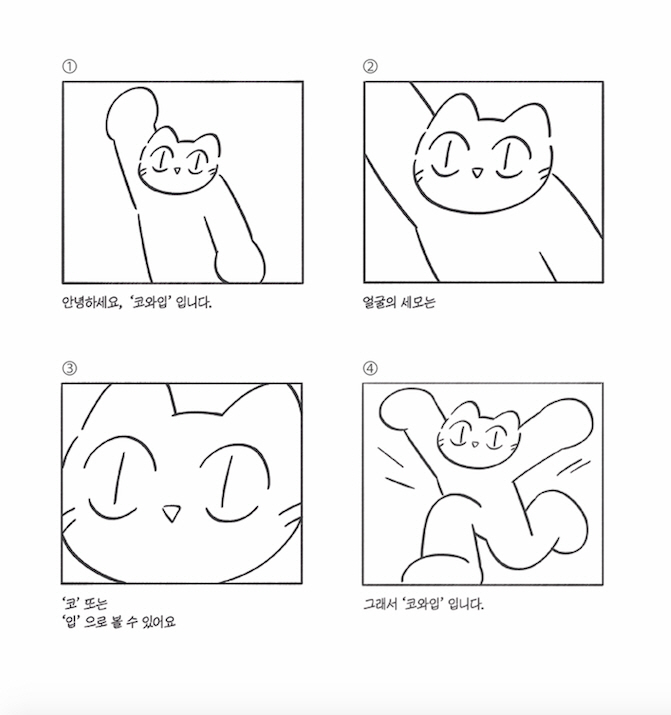 ①
안녕하세요, ‘코와입’ 입니다.
②
얼굴의 세모는
③
‘코’ 또는
‘입’ 으로 볼 수 있어요
④
그래서 ‘코와입’ 입니다.